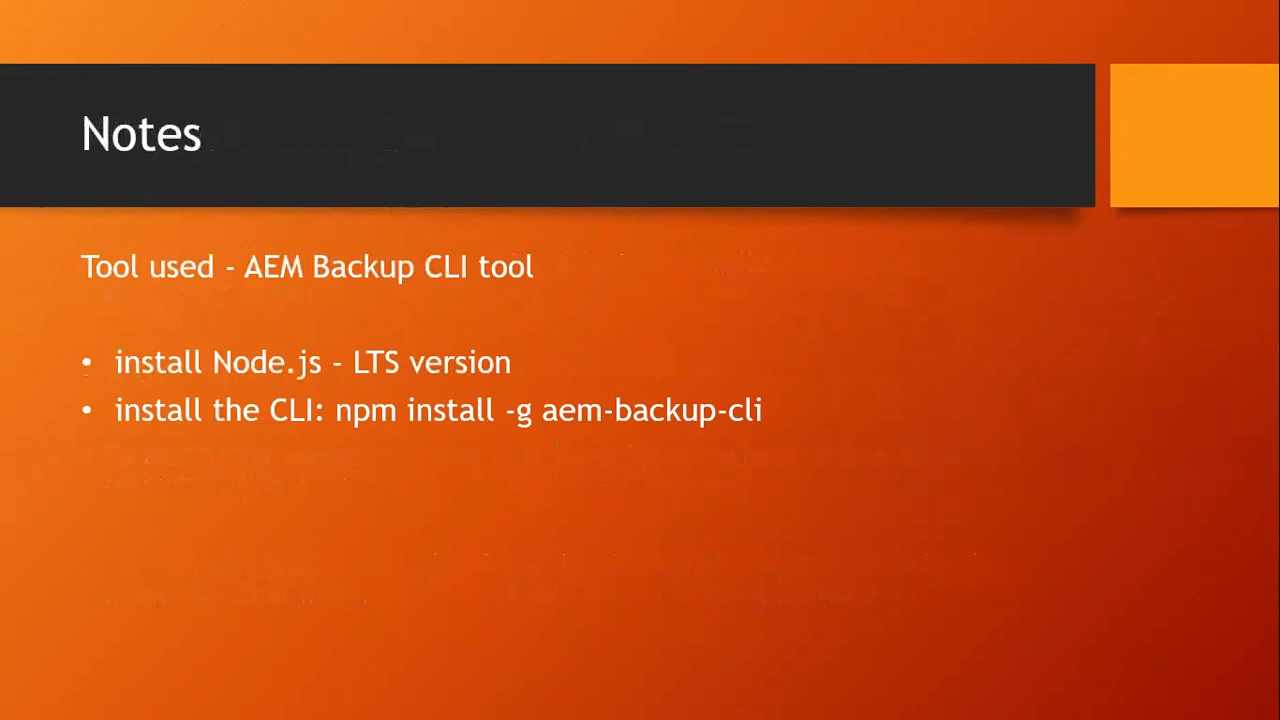 Notes
Tool used - AEM Backup CLI tool
• install Node.js - LTS version
• install the CLI: npm install -g aem-backup-cli